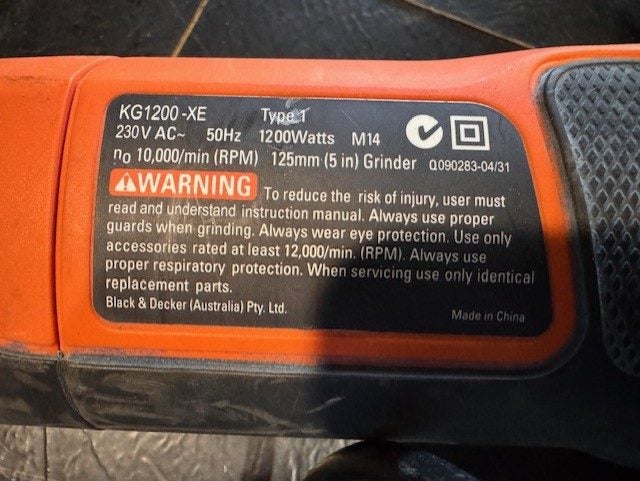 KG1200-XE Type 1
230V AC~ 50Hz 1200Watts M14
no 10,000/min (RPM) 125mm (5 in) Grinder Q090283-04/31
WARNING To reduce the risk of injury, user must
read and understand instruction manual. Always use proper
guards when grinding. Always wear eye protection. Use only
accessories rated at least 12,000/min. (RPM). Always use
proper respiratory protection. When servicing use only identical
replacement parts.
Black & Decker (Australia) Pty. Ltd.
Made in China